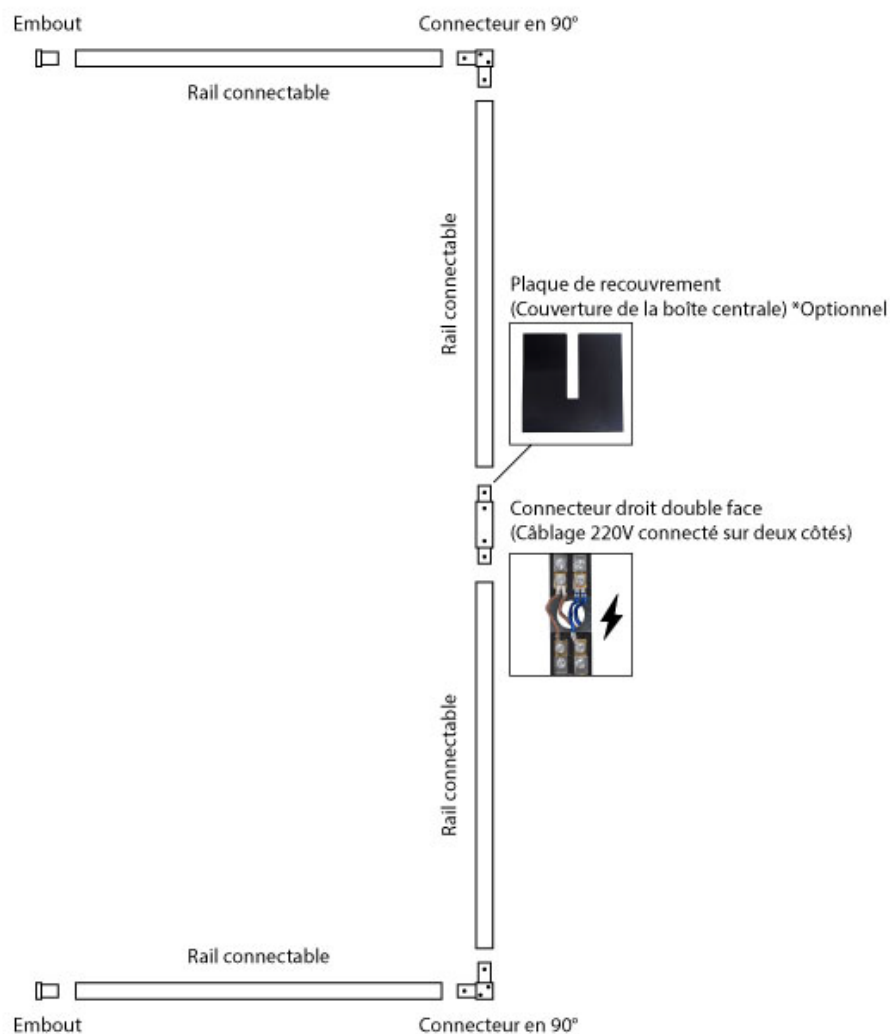 Embout
Connecteur en 90°
Rail connectable
Rail connectable
Plaque de recouvrement
(Couverture de la boîte centrale) *Optionnel
Connecteur droit double face
(Câblage 220V connecté sur deux côtés)
Rail connectable
Rail connectable
Embout
Connecteur en 90°